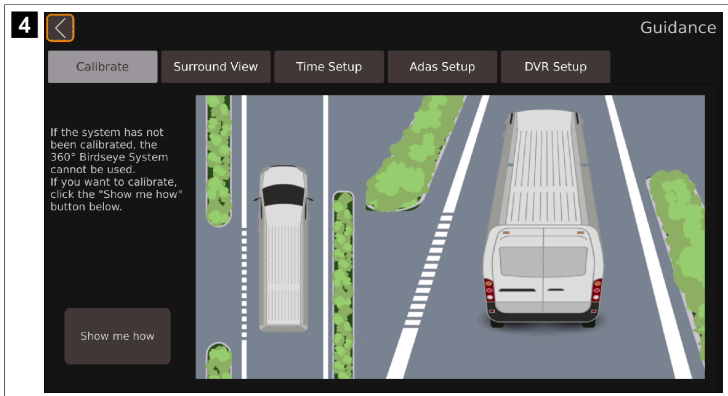 4
Guidance
Calibrate
Surround View
Time Setup
Adas Setup
DVR Setup
If the system has not
been calibrated, the
360° Birdseye System
cannot be used.
If you want to calibrate,
click the "Show me how"
button below.
Show me how